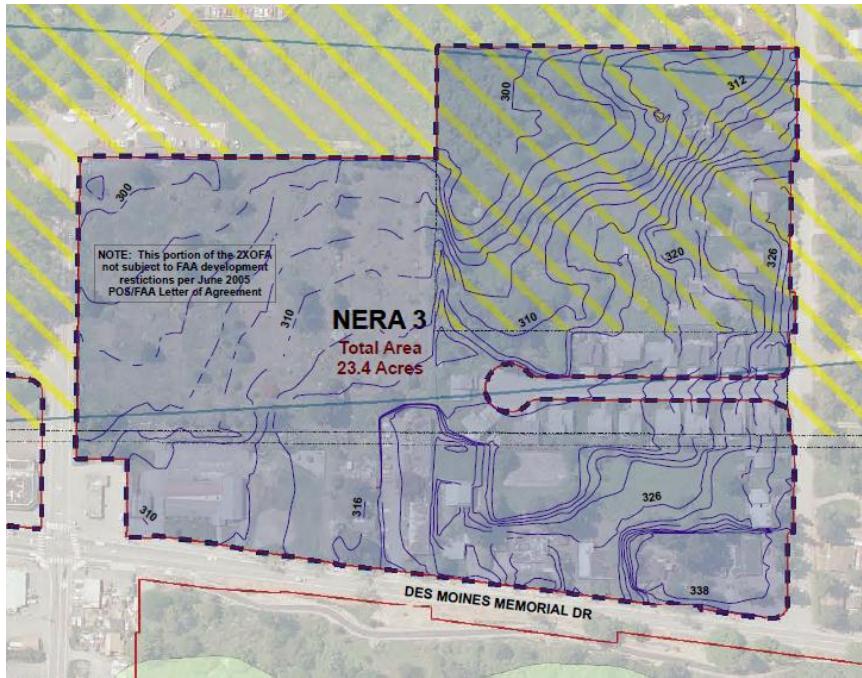 300
312
300
NOTE: This portion of the 2XOFA
not subject to FAA development
restictions per June 2005
POS/FAA Letter of Agreement
320
326
310
310
NERA 3
Total Area
23.4 Acres
326
316
310
338
DES MOINES MEMORIAL DR